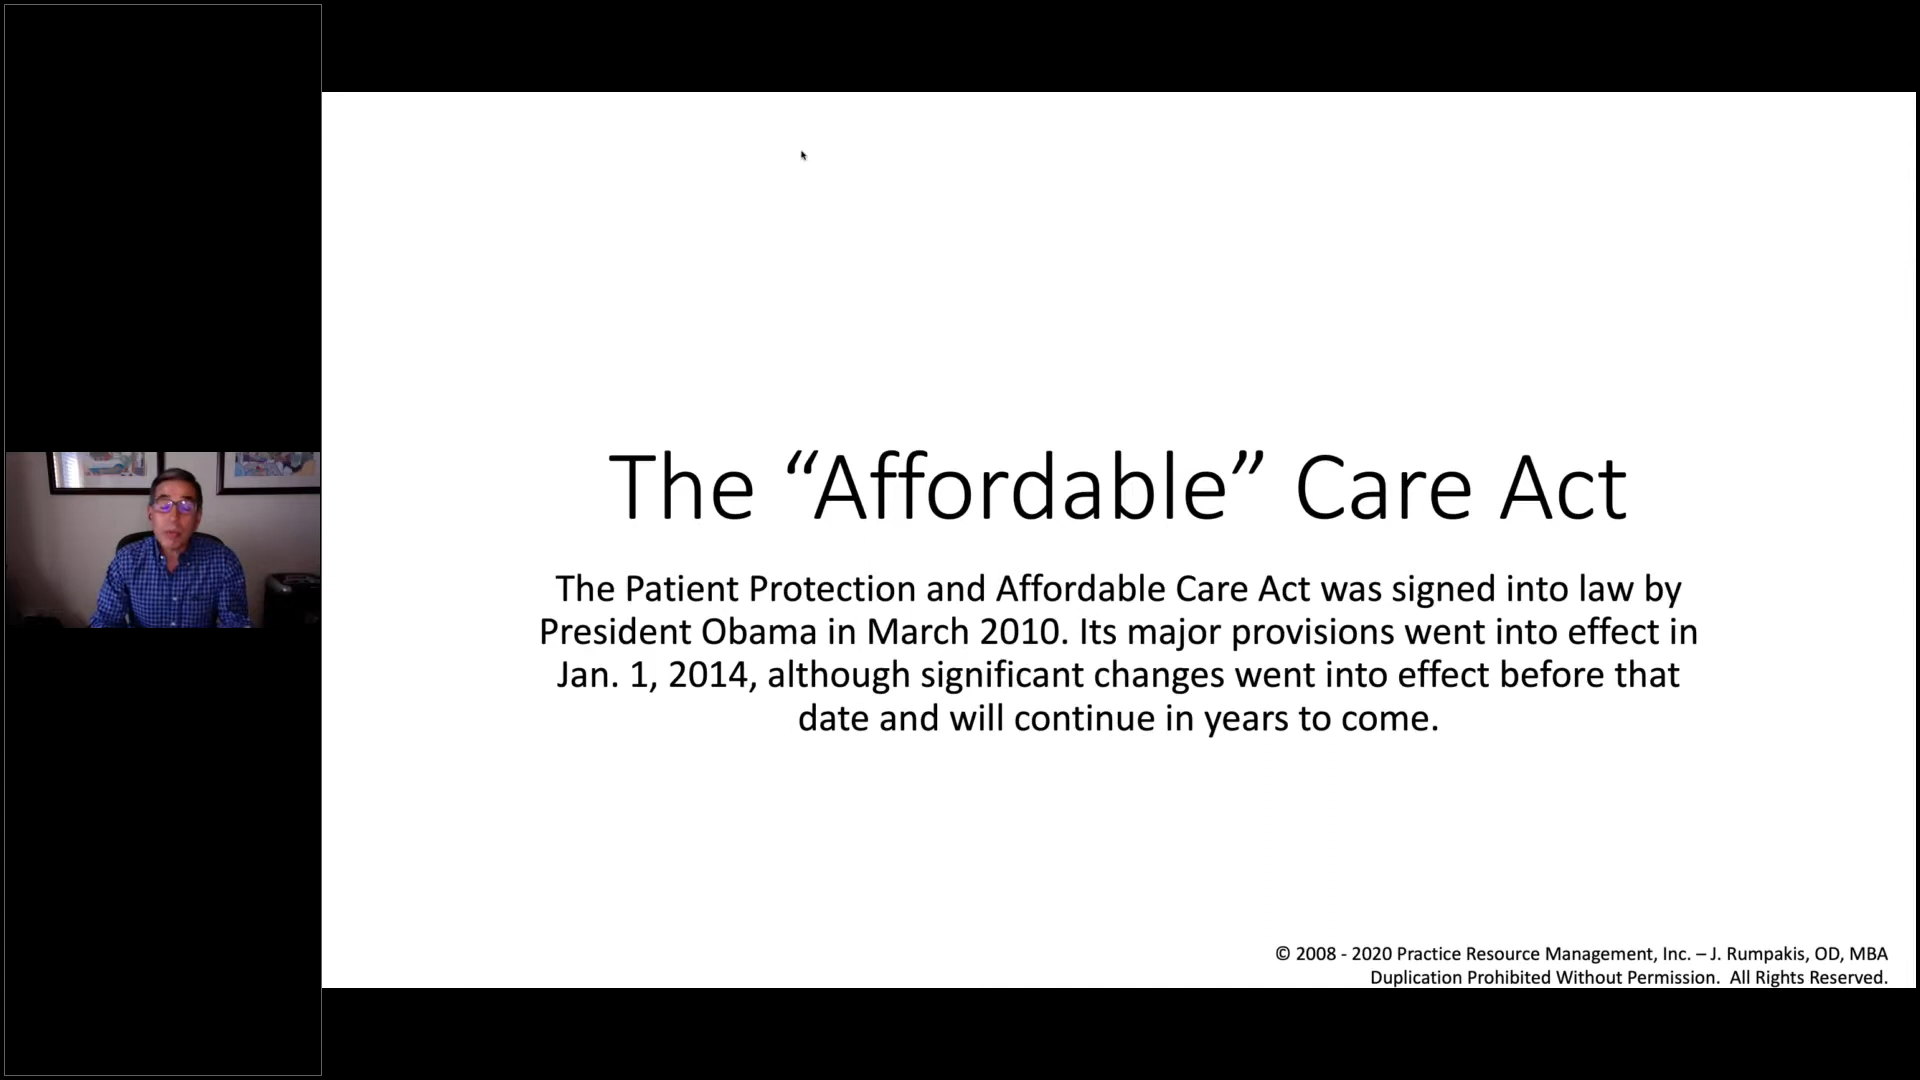 The “Affordable” Care Act
The Patient Protection and Affordable Care Act was signed into law by
President Obama in March 2010. Its major provisions went into effect in
Jan. 1, 2014, although significant changes went into effect before that
date and will continue in years to come.
© 2008 - 2020 Practice Resource Management, Inc. – J. Rumpakis, OD, MBA
Duplication Prohibited Without Permission.  All Rights Reserved.